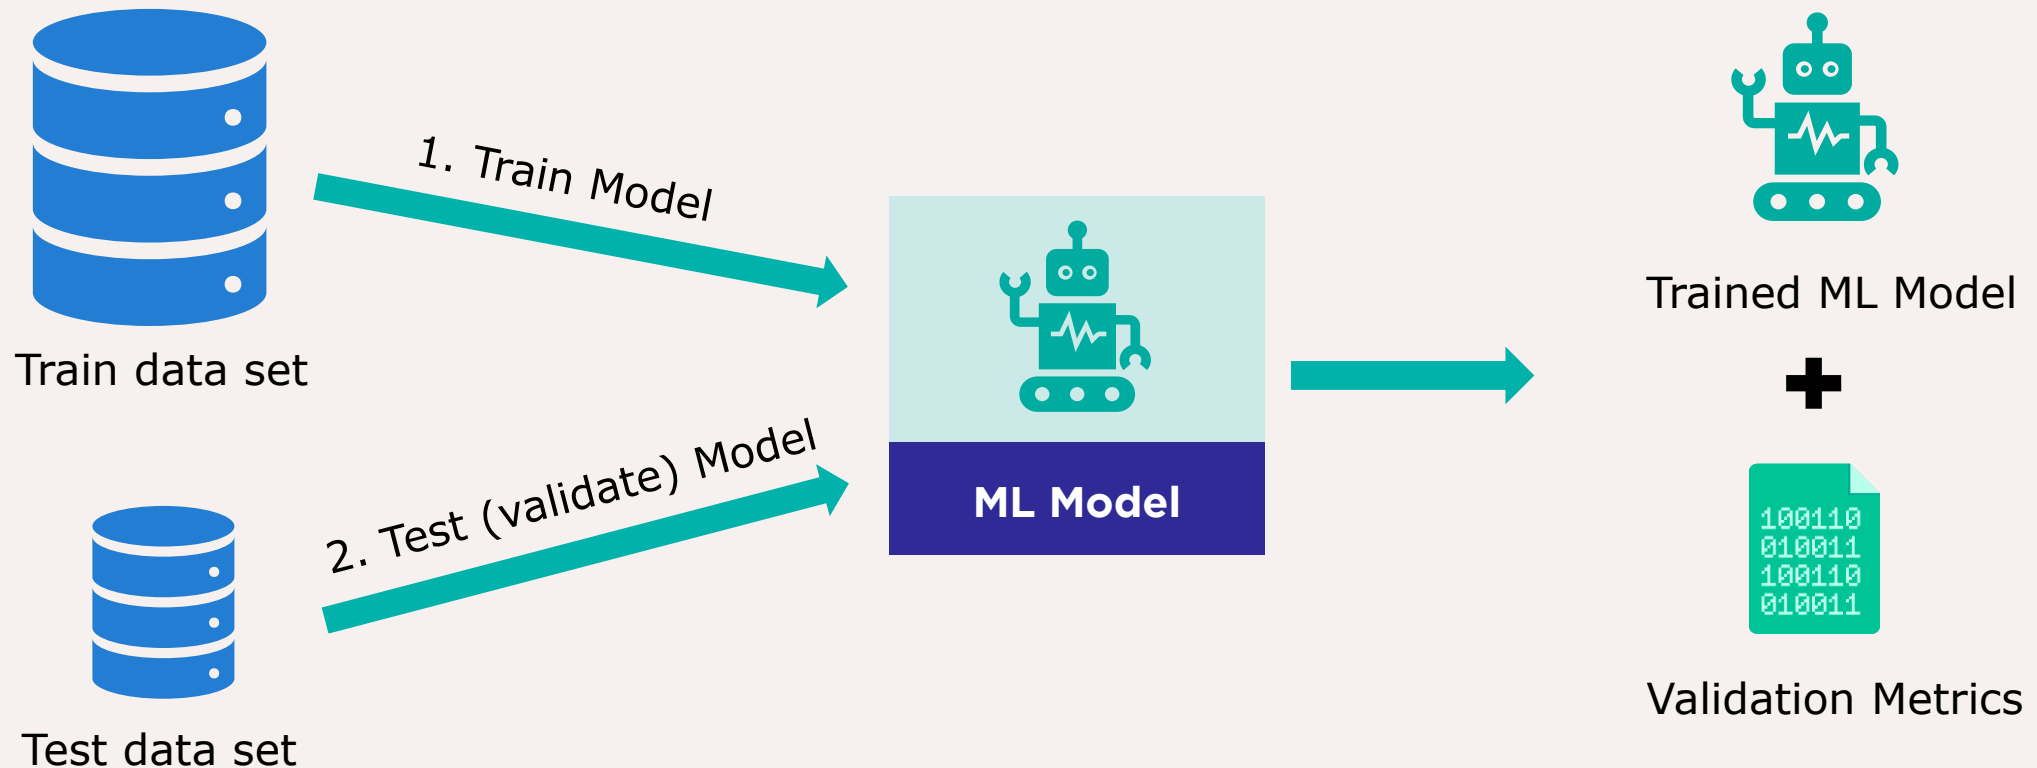 1. Train Model
Train data set
2. Test (validate) Model
Test data set
ML Model
Trained ML Model
+
100110
010011
100110
010011
Validation Metrics